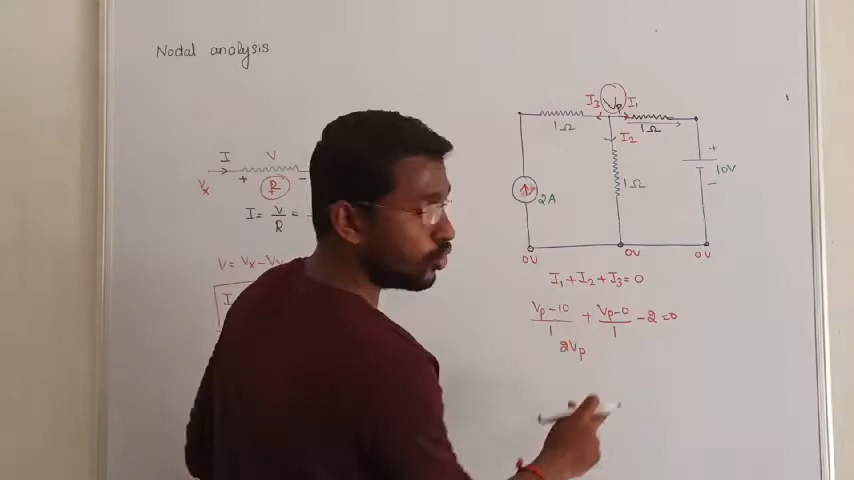 Nodal analysis
I
V
Vx
+
R
-
I = V/R =
V = Vx - Vy
I
I3
Vp
I1
1Ω
1Ω
I2
+
10V
-
1Ω
2A
0V
0V
0V
I1 + I2 + I3 = 0
(Vp - 10)/1 + (Vp - 0)/1 - 2 = 0
2Vp